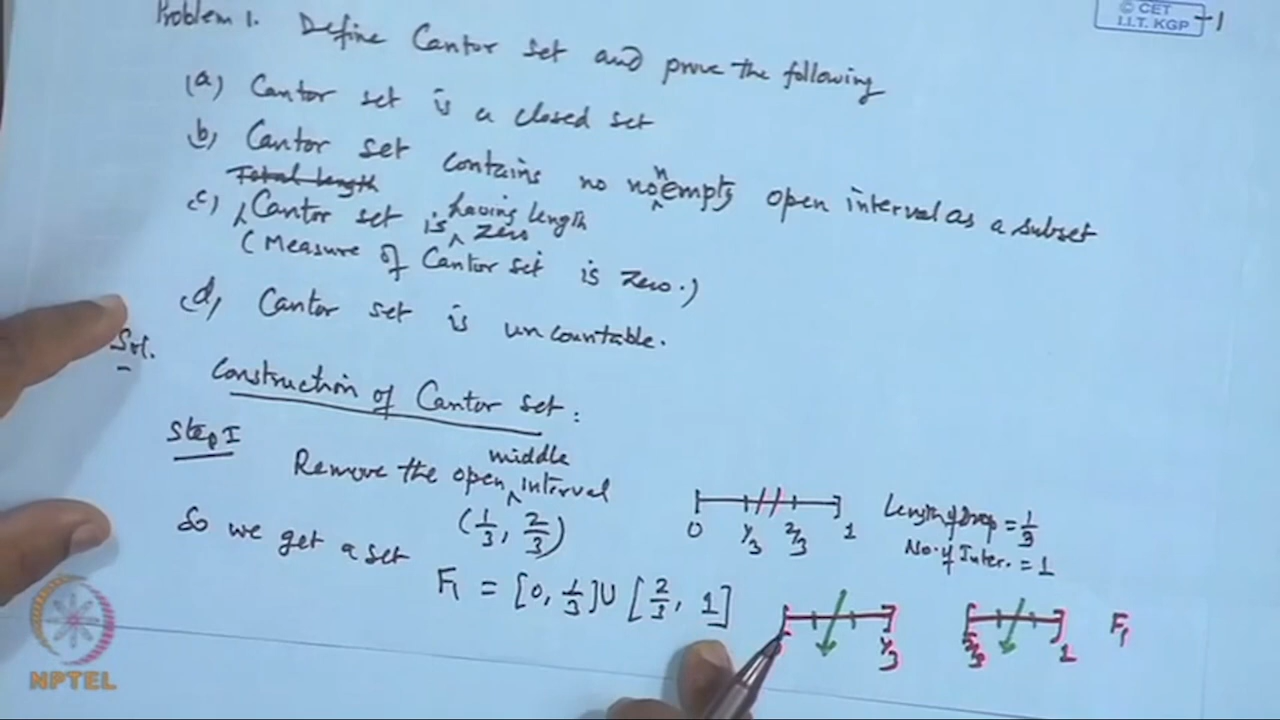 © CET
I.I.T. KGP
-1
Problem 1. Define Cantor set and prove the following
(a) Cantor set is a closed set
(b) Cantor set contains no nonempty open interval as a subset
Total length
(c) Cantor set is having length zero
(Measure of Cantor set is zero.)
(d) Cantor set is uncountable.
Sol.
Construction of Cantor set:
Step I
Remove the open middle interval
(1/3, 2/3)
0 1/3 2/3 1
Length of Drop = 1/3
No. of Inter. = 1
So we get a set
F₁ = [0, 1/3] ∪ [2/3, 1]
1/3 2/3 1 F₁
NPTEL